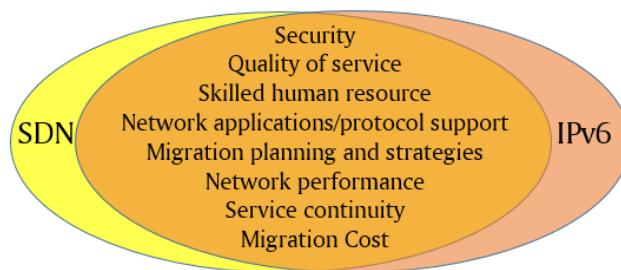 Security
Quality of service
Skilled human resource
SDN
Network applications/protocol support
IPv6
Migration planning and strategies
Network performance
Service continuity
Migration Cost